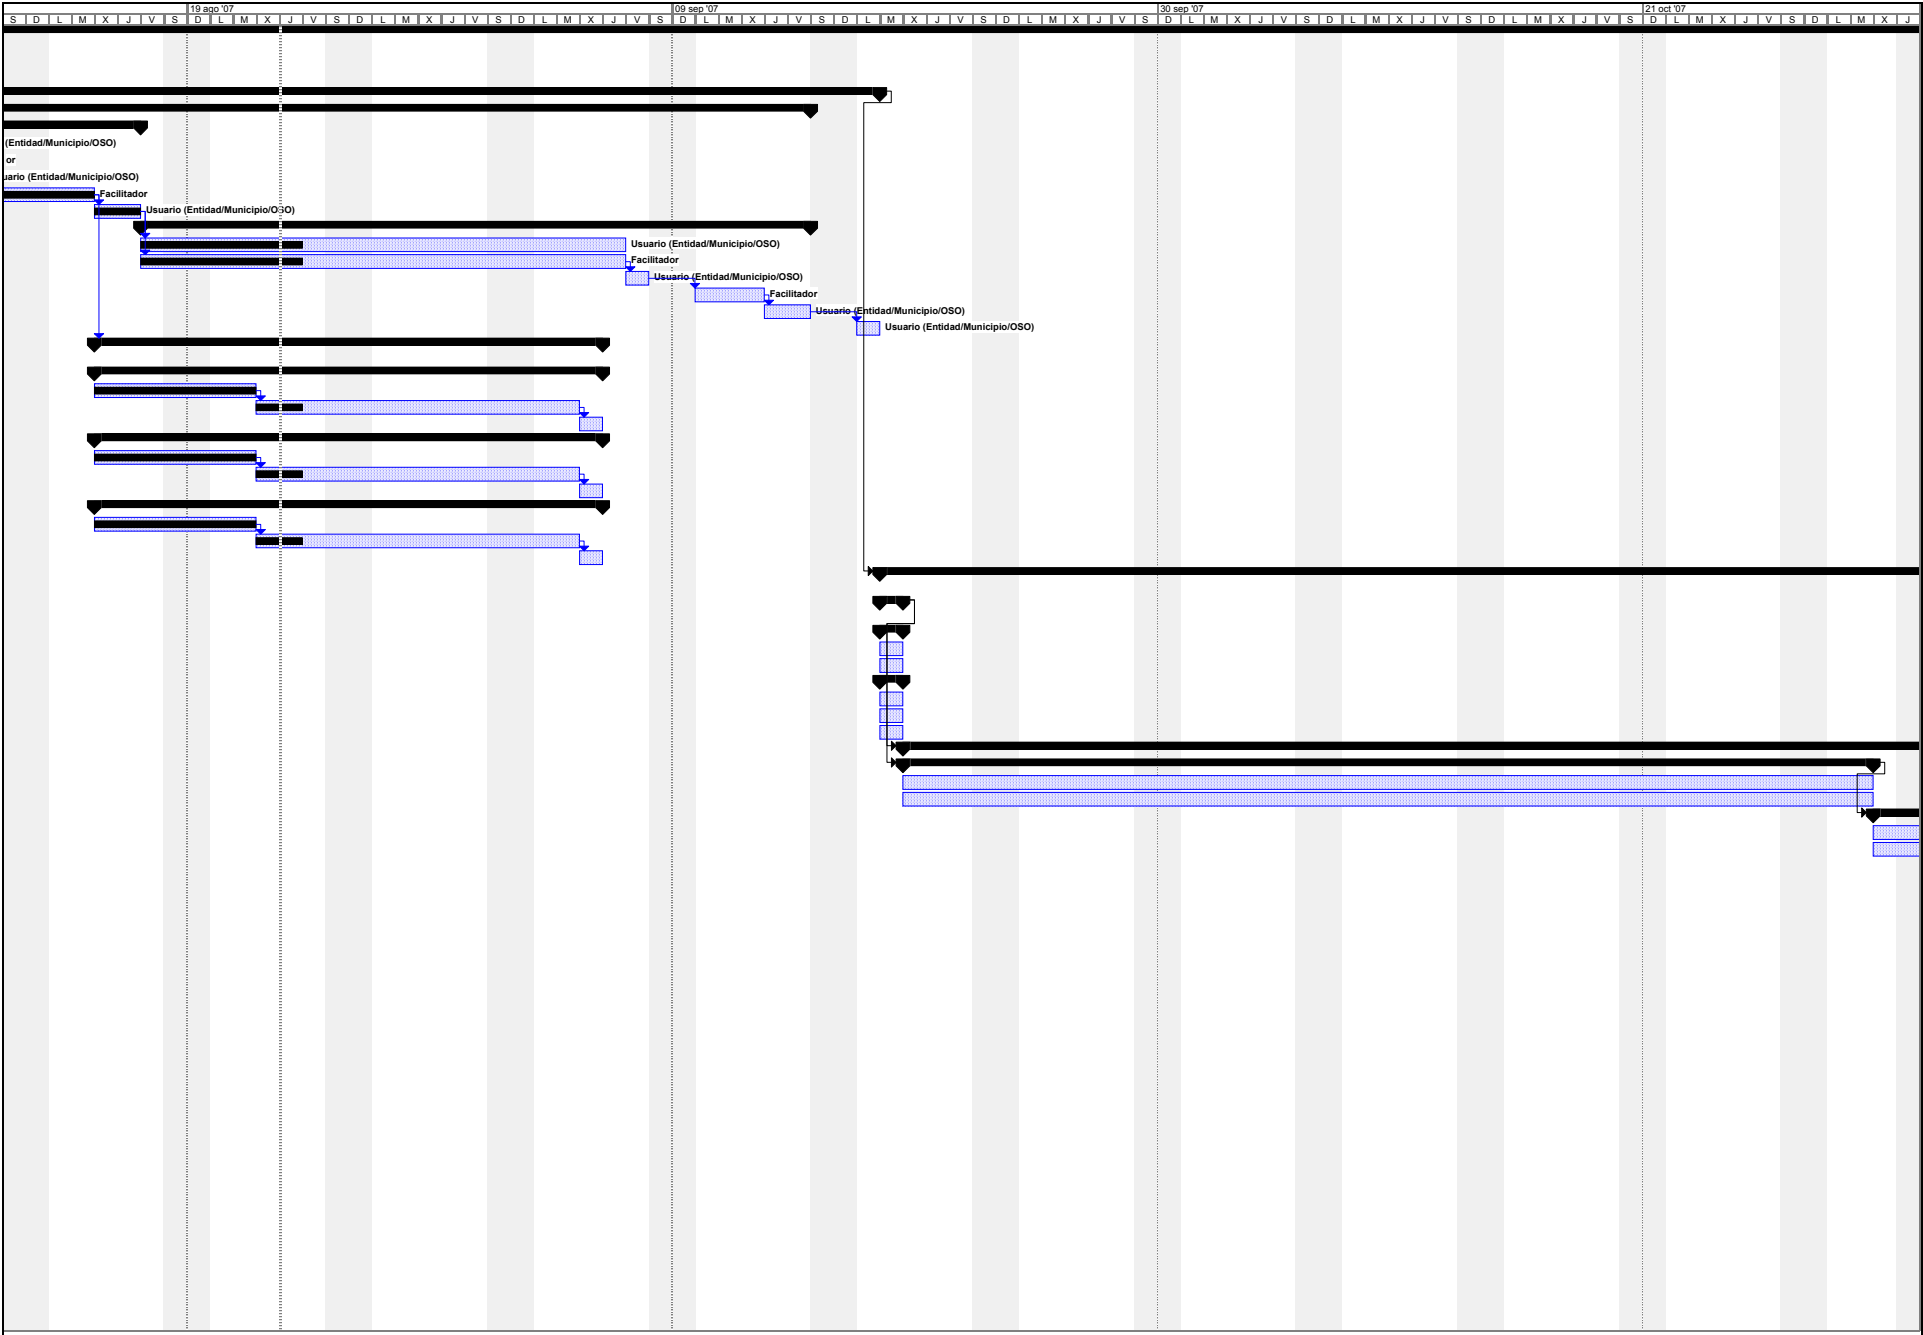 19 ago '07 09 sep '07 30 sep '07 21 oct '07
S D L M X J V S D L M X J V S D L M X J V S D L M X J V S D L M X J V S D L M X J V S D L M X J V S D L M X J V S D L M X J V S D L M X J V S D L M X J V S D L M X J
(Entidad/Municipio/OSO)
or
uario (Entidad/Municipio/OSO)
Facilitador
Usuario (Entidad/Municipio/OSO)
Usuario (Entidad/Municipio/OSO)
Facilitador
Usuario (Entidad/Municipio/OSO)
Facilitador
Usuario (Entidad/Municipio/OSO)
Usuario (Entidad/Municipio/OSO)